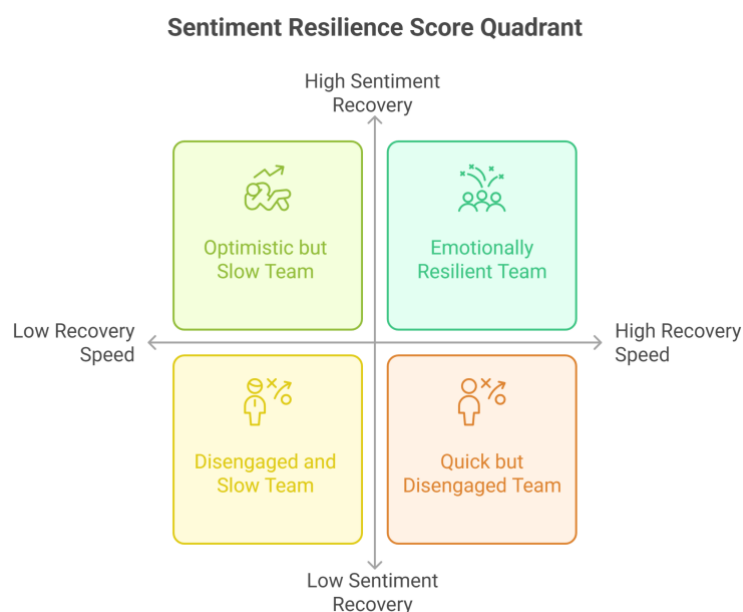 Sentiment Resilience Score Quadrant
High Sentiment
Recovery
Optimistic but
Slow Team
Emotionally
Resilient Team
Low Recovery
Speed
High Recovery
Speed
Disengaged and
Slow Team
Quick but
Disengaged Team
Low Sentiment
Recovery